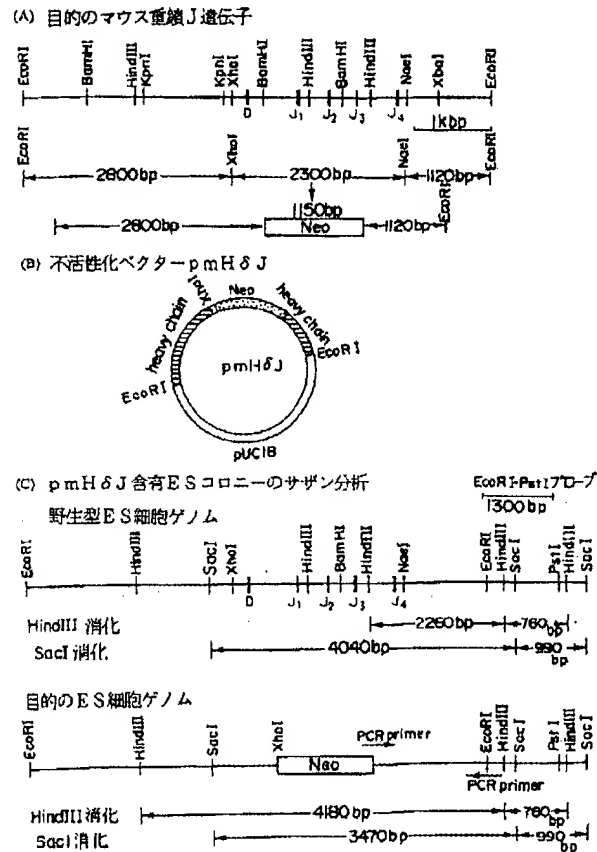 (A) 目的のマウス重鎖J遺伝子
EcoRI BamHI HindIII KpnI KpnI XhoI BamHI HindIII BamHI HindIII NaeI XbaI EcoRI
D J1 J2 J3 J4
1kbp
EcoRI XhoI NaeI EcoRI
2800bp 2300bp 1120bp
1150bp
2800bp Neo 1120bp EcoRI
(B) 不活性化ベクターpmHδJ
XhoI Neo
heavy chain heavy chain
EcoRI EcoRI
pmHδJ
pUC18
(C) pmHδJ含有ESコロニーのサザン分析
EcoRI-PstIプローブ
1300bp
野生型ES細胞ゲノム
EcoRI HindIII SacI XhoI HindIII BamHI HindIII NaeI EcoRI HindIII SacI PstI HindIII SacI
D J1 J2 J3 J4
HindIII 消化 2260bp 760bp
SacI 消化 4040bp 990bp
目的のES細胞ゲノム
EcoRI HindIII SacI XhoI PCR primer EcoRI HindIII SacI PstI HindIII SacI
Neo
PCR primer
HindIII 消化 4180bp 760bp
SacI 消化 3470bp 990bp